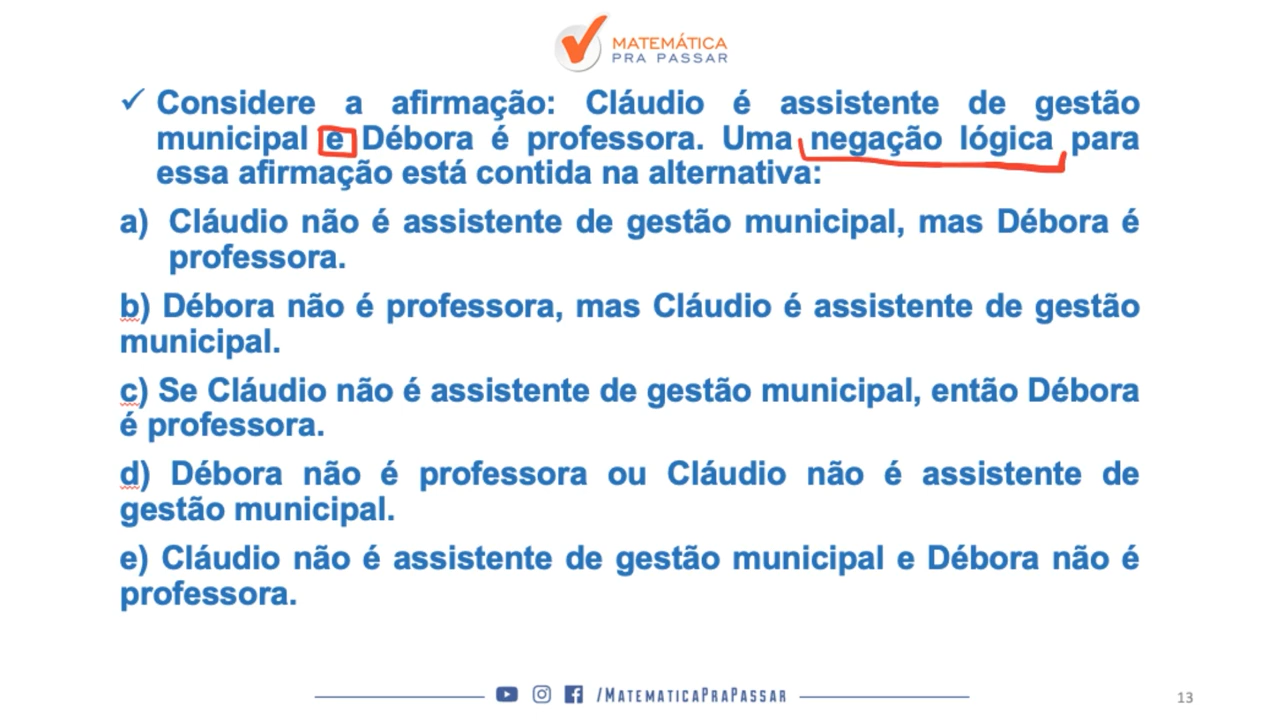 MATEMÁTICA
PRA PASSAR
✓ Considere a afirmação: Cláudio é assistente de gestão
municipal e Débora é professora. Uma negação lógica para
essa afirmação está contida na alternativa:
a) Cláudio não é assistente de gestão municipal, mas Débora é
professora.
b) Débora não é professora, mas Cláudio é assistente de gestão
municipal.
c) Se Cláudio não é assistente de gestão municipal, então Débora
é professora.
d) Débora não é professora ou Cláudio não é assistente de
gestão municipal.
e) Cláudio não é assistente de gestão municipal e Débora não é
professora.
/MATEMATICAPRAPASSAR
13